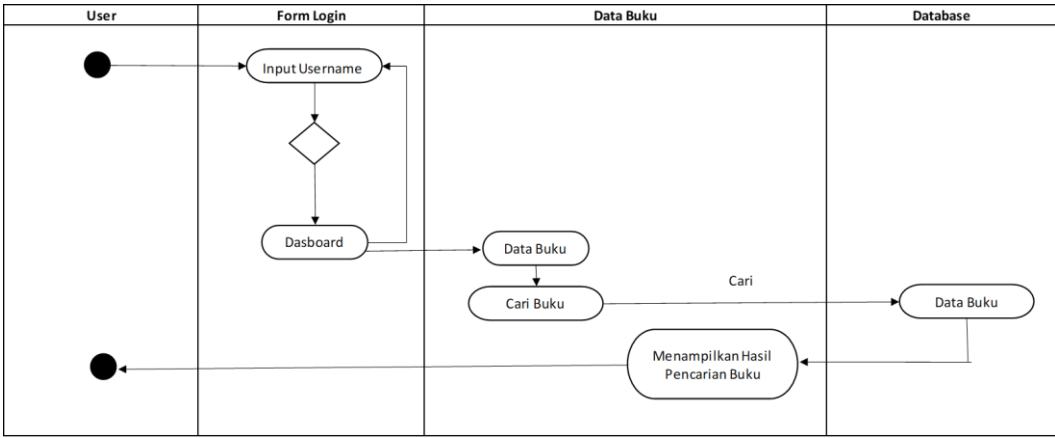 User
Form Login
Data Buku
Database
Input Username
Dasboard
Data Buku
Cari Buku
Cari
Data Buku
Menampilkan Hasil
Pencarian Buku